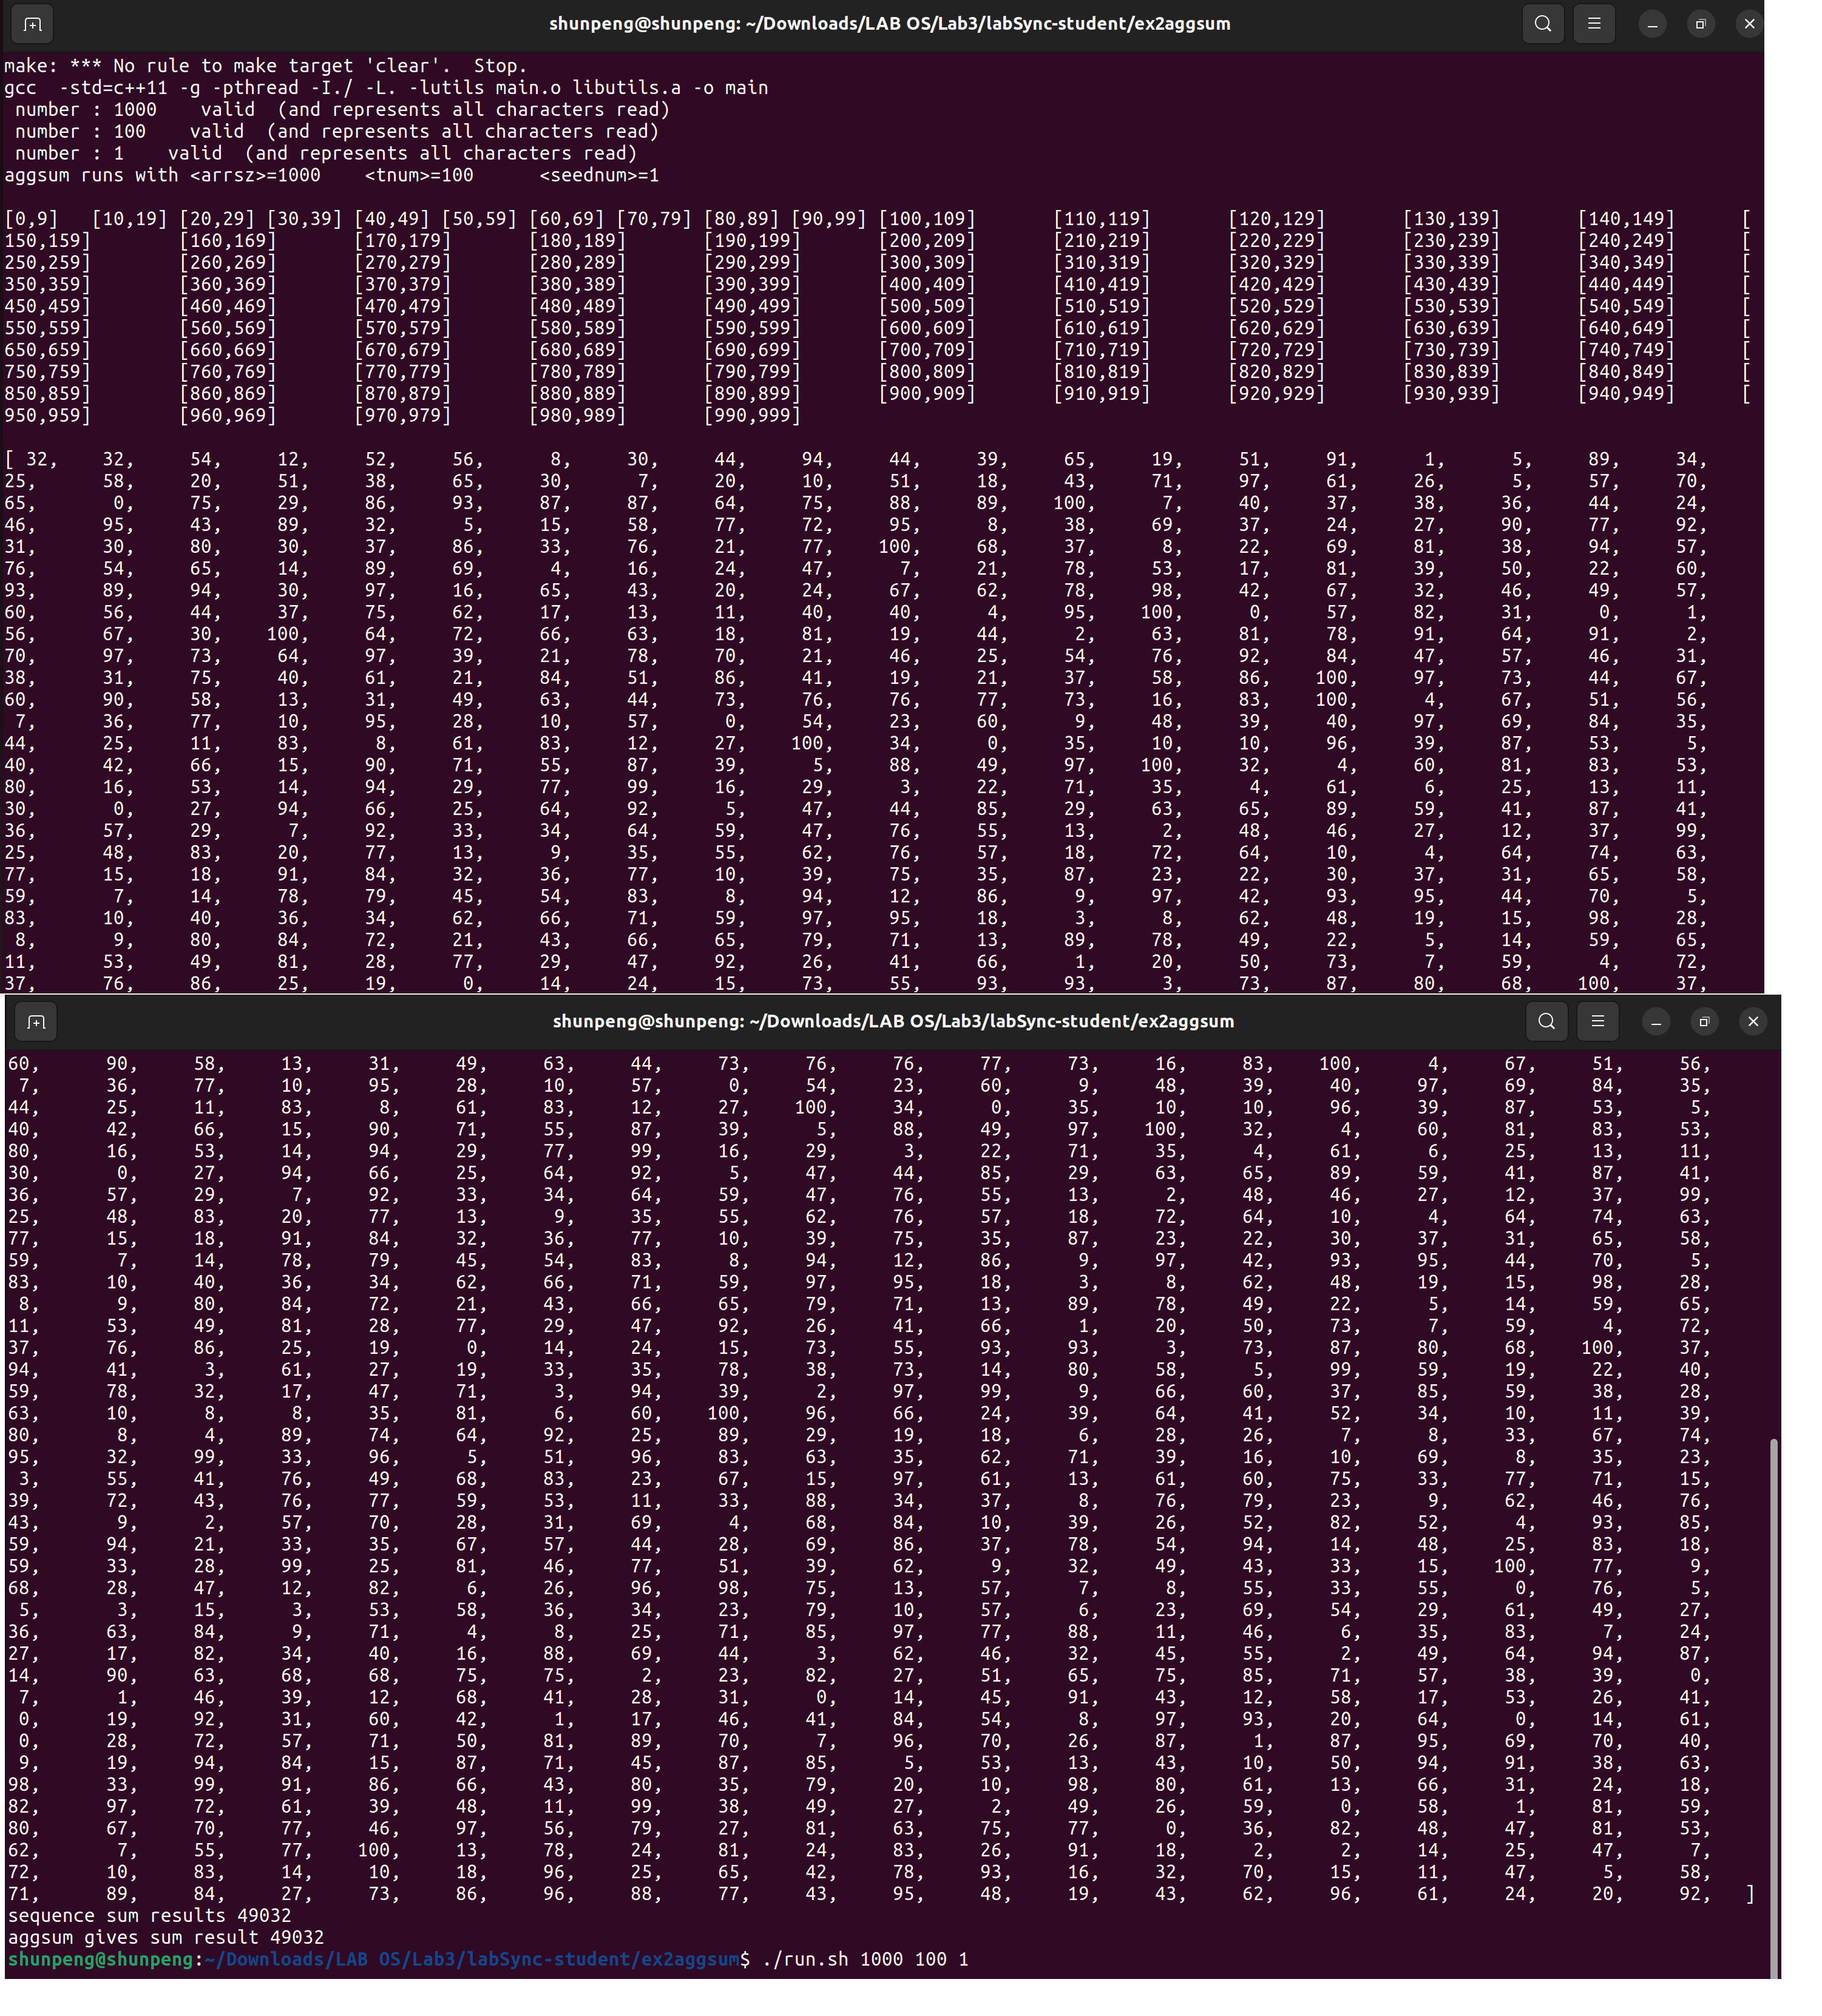 shunpeng@shunpeng: ~/Downloads/LAB OS/Lab3/labSync-student/ex2aggsum
make: *** No rule to make target 'clear'.  Stop.
gcc  -std=c++11 -g -pthread -I./ -L. -lutils main.o libutils.a -o main
number : 1000    valid  (and represents all characters read)
number : 100    valid  (and represents all characters read)
number : 1    valid  (and represents all characters read)
aggsum runs with <arrsz>=1000    <tnum>=100      <seednum>=1
[0,9]   [10,19] [20,29] [30,39] [40,49] [50,59] [60,69] [70,79] [80,89] [90,99] [100,109] [110,119] [120,129] [130,139] [140,149] [
150,159] [160,169] [170,179] [180,189] [190,199] [200,209] [210,219] [220,229] [230,239] [240,249] [
250,259] [260,269] [270,279] [280,289] [290,299] [300,309] [310,319] [320,329] [330,339] [340,349] [
350,359] [360,369] [370,379] [380,389] [390,399] [400,409] [410,419] [420,429] [430,439] [440,449] [
450,459] [460,469] [470,479] [480,489] [490,499] [500,509] [510,519] [520,529] [530,539] [540,549] [
550,559] [560,569] [570,579] [580,589] [590,599] [600,609] [610,619] [620,629] [630,639] [640,649] [
650,659] [660,669] [670,679] [680,689] [690,699] [700,709] [710,719] [720,729] [730,739] [740,749] [
750,759] [760,769] [770,779] [780,789] [790,799] [800,809] [810,819] [820,829] [830,839] [840,849] [
850,859] [860,869] [870,879] [880,889] [890,899] [900,909] [910,919] [920,929] [930,939] [940,949] [
950,959] [960,969] [970,979] [980,989] [990,999]
[ 32, 32, 54, 12, 52, 56, 8, 30, 44, 94, 44, 39, 65, 19, 51, 91, 1, 5, 89, 34,
25, 58, 20, 51, 38, 65, 30, 7, 20, 10, 51, 18, 43, 71, 97, 61, 26, 5, 57, 70,
65, 0, 75, 29, 86, 93, 87, 87, 64, 75, 88, 89, 100, 7, 40, 37, 38, 36, 44, 24,
46, 95, 43, 89, 32, 5, 15, 58, 77, 72, 95, 8, 38, 69, 37, 24, 27, 90, 77, 92,
31, 30, 80, 30, 37, 86, 33, 76, 21, 77, 100, 68, 37, 8, 22, 69, 81, 38, 94, 57,
76, 54, 65, 14, 89, 69, 4, 16, 24, 47, 7, 21, 78, 53, 17, 81, 39, 50, 22, 60,
93, 89, 94, 30, 97, 16, 65, 43, 20, 24, 67, 62, 78, 98, 42, 67, 32, 46, 49, 57,
60, 56, 44, 37, 75, 62, 17, 13, 11, 40, 40, 4, 95, 100, 0, 57, 82, 31, 0, 1,
56, 67, 30, 100, 64, 72, 66, 63, 18, 81, 19, 44, 2, 63, 81, 78, 91, 64, 91, 2,
70, 97, 73, 64, 97, 39, 21, 78, 70, 21, 46, 25, 54, 76, 92, 84, 47, 57, 46, 31,
38, 31, 75, 40, 61, 21, 84, 51, 86, 41, 19, 21, 37, 58, 86, 100, 97, 73, 44, 67,
60, 90, 58, 13, 31, 49, 63, 44, 73, 76, 76, 77, 73, 16, 83, 100, 4, 67, 51, 56,
7, 36, 77, 10, 95, 28, 10, 57, 0, 54, 23, 60, 9, 48, 39, 40, 97, 69, 84, 35,
44, 25, 11, 83, 8, 61, 83, 12, 27, 100, 34, 0, 35, 10, 10, 96, 39, 87, 53, 5,
40, 42, 66, 15, 90, 71, 55, 87, 39, 5, 88, 49, 97, 100, 32, 4, 60, 81, 83, 53,
80, 16, 53, 14, 94, 29, 77, 99, 16, 29, 3, 22, 71, 35, 4, 61, 6, 25, 13, 11,
30, 0, 27, 94, 66, 25, 64, 92, 5, 47, 44, 85, 29, 63, 65, 89, 59, 41, 87, 41,
36, 57, 29, 7, 92, 33, 34, 64, 59, 47, 76, 55, 13, 2, 48, 46, 27, 12, 37, 99,
25, 48, 83, 20, 77, 13, 9, 35, 55, 62, 76, 57, 18, 72, 64, 10, 4, 64, 74, 63,
77, 15, 18, 91, 84, 32, 36, 77, 10, 39, 75, 35, 87, 23, 22, 30, 37, 31, 65, 58,
59, 7, 14, 78, 79, 45, 54, 83, 8, 94, 12, 86, 9, 97, 42, 93, 95, 44, 70, 5,
83, 10, 40, 36, 34, 62, 66, 71, 59, 97, 95, 18, 3, 8, 62, 48, 19, 15, 98, 28,
8, 9, 80, 84, 72, 21, 43, 66, 65, 79, 71, 13, 89, 78, 49, 22, 5, 14, 59, 65,
11, 53, 49, 81, 28, 77, 29, 47, 92, 26, 41, 66, 1, 20, 50, 73, 7, 59, 4, 72,
37, 76, 86, 25, 19, 0, 14, 24, 15, 73, 55, 93, 93, 3, 73, 87, 80, 68, 100, 37,
shunpeng@shunpeng: ~/Downloads/LAB OS/Lab3/labSync-student/ex2aggsum
60, 90, 58, 13, 31, 49, 63, 44, 73, 76, 76, 77, 73, 16, 83, 100, 4, 67, 51, 56,
7, 36, 77, 10, 95, 28, 10, 57, 0, 54, 23, 60, 9, 48, 39, 40, 97, 69, 84, 35,
44, 25, 11, 83, 8, 61, 83, 12, 27, 100, 34, 0, 35, 10, 10, 96, 39, 87, 53, 5,
40, 42, 66, 15, 90, 71, 55, 87, 39, 5, 88, 49, 97, 100, 32, 4, 60, 81, 83, 53,
80, 16, 53, 14, 94, 29, 77, 99, 16, 29, 3, 22, 71, 35, 4, 61, 6, 25, 13, 11,
30, 0, 27, 94, 66, 25, 64, 92, 5, 47, 44, 85, 29, 63, 65, 89, 59, 41, 87, 41,
36, 57, 29, 7, 92, 33, 34, 64, 59, 47, 76, 55, 13, 2, 48, 46, 27, 12, 37, 99,
25, 48, 83, 20, 77, 13, 9, 35, 55, 62, 76, 57, 18, 72, 64, 10, 4, 64, 74, 63,
77, 15, 18, 91, 84, 32, 36, 77, 10, 39, 75, 35, 87, 23, 22, 30, 37, 31, 65, 58,
59, 7, 14, 78, 79, 45, 54, 83, 8, 94, 12, 86, 9, 97, 42, 93, 95, 44, 70, 5,
83, 10, 40, 36, 34, 62, 66, 71, 59, 97, 95, 18, 3, 8, 62, 48, 19, 15, 98, 28,
8, 9, 80, 84, 72, 21, 43, 66, 65, 79, 71, 13, 89, 78, 49, 22, 5, 14, 59, 65,
11, 53, 49, 81, 28, 77, 29, 47, 92, 26, 41, 66, 1, 20, 50, 73, 7, 59, 4, 72,
37, 76, 86, 25, 19, 0, 14, 24, 15, 73, 55, 93, 93, 3, 73, 87, 80, 68, 100, 37,
94, 41, 3, 61, 27, 19, 33, 35, 78, 38, 73, 14, 80, 58, 5, 99, 59, 19, 22, 40,
59, 78, 32, 17, 47, 71, 3, 94, 39, 2, 97, 99, 9, 66, 60, 37, 85, 59, 38, 28,
63, 10, 8, 8, 35, 81, 6, 60, 100, 96, 66, 24, 39, 64, 41, 52, 34, 10, 11, 39,
80, 8, 4, 89, 74, 64, 92, 25, 89, 29, 19, 18, 6, 28, 26, 7, 8, 33, 67, 74,
95, 32, 99, 33, 96, 5, 51, 96, 83, 63, 35, 62, 71, 39, 16, 10, 69, 8, 35, 23,
3, 55, 41, 76, 49, 68, 83, 23, 67, 15, 97, 61, 13, 61, 60, 75, 33, 77, 71, 15,
39, 72, 43, 76, 77, 59, 53, 11, 33, 88, 34, 37, 8, 76, 79, 23, 9, 62, 46, 76,
43, 9, 2, 57, 70, 28, 31, 69, 4, 68, 84, 10, 39, 26, 52, 82, 52, 4, 93, 85,
59, 94, 21, 33, 35, 67, 57, 44, 28, 69, 86, 37, 78, 54, 94, 14, 48, 25, 83, 18,
59, 33, 28, 99, 25, 81, 46, 77, 51, 39, 62, 9, 32, 49, 43, 33, 15, 100, 77, 9,
68, 28, 47, 12, 82, 6, 26, 96, 98, 75, 13, 57, 7, 8, 55, 33, 55, 0, 76, 5,
5, 3, 15, 3, 53, 58, 36, 34, 23, 79, 10, 57, 6, 23, 69, 54, 29, 61, 49, 27,
36, 63, 84, 9, 71, 4, 8, 25, 71, 85, 97, 77, 88, 11, 46, 6, 35, 83, 7, 24,
27, 17, 82, 34, 40, 16, 88, 69, 44, 3, 62, 46, 32, 45, 55, 2, 49, 64, 94, 87,
14, 90, 63, 68, 68, 75, 75, 2, 23, 82, 27, 51, 65, 75, 85, 71, 57, 38, 39, 0,
7, 1, 46, 39, 12, 68, 41, 28, 31, 0, 14, 45, 91, 43, 12, 58, 17, 53, 26, 41,
0, 19, 92, 31, 60, 42, 1, 17, 46, 41, 84, 54, 8, 97, 93, 20, 64, 0, 14, 61,
0, 28, 72, 57, 71, 50, 81, 89, 70, 7, 96, 70, 26, 87, 1, 87, 95, 69, 70, 40,
9, 19, 94, 84, 15, 87, 71, 45, 87, 85, 5, 53, 13, 43, 10, 50, 94, 91, 38, 63,
98, 33, 99, 91, 86, 66, 43, 80, 35, 79, 20, 10, 98, 80, 61, 13, 66, 31, 24, 18,
82, 97, 72, 61, 39, 48, 11, 99, 38, 49, 27, 2, 49, 26, 59, 0, 58, 1, 81, 59,
80, 67, 70, 77, 46, 97, 56, 79, 27, 81, 63, 75, 77, 0, 36, 82, 48, 47, 81, 53,
62, 7, 55, 77, 100, 13, 78, 24, 81, 24, 83, 26, 91, 18, 2, 2, 14, 25, 47, 7,
72, 10, 83, 14, 10, 18, 96, 25, 65, 42, 78, 93, 16, 32, 70, 15, 11, 47, 5, 58,
71, 89, 84, 27, 73, 86, 96, 88, 77, 43, 95, 48, 19, 43, 62, 96, 61, 24, 20, 92, ]
sequence sum results 49032
aggsum gives sum result 49032
shunpeng@shunpeng:~/Downloads/LAB OS/Lab3/labSync-student/ex2aggsum$ ./run.sh 1000 100 1